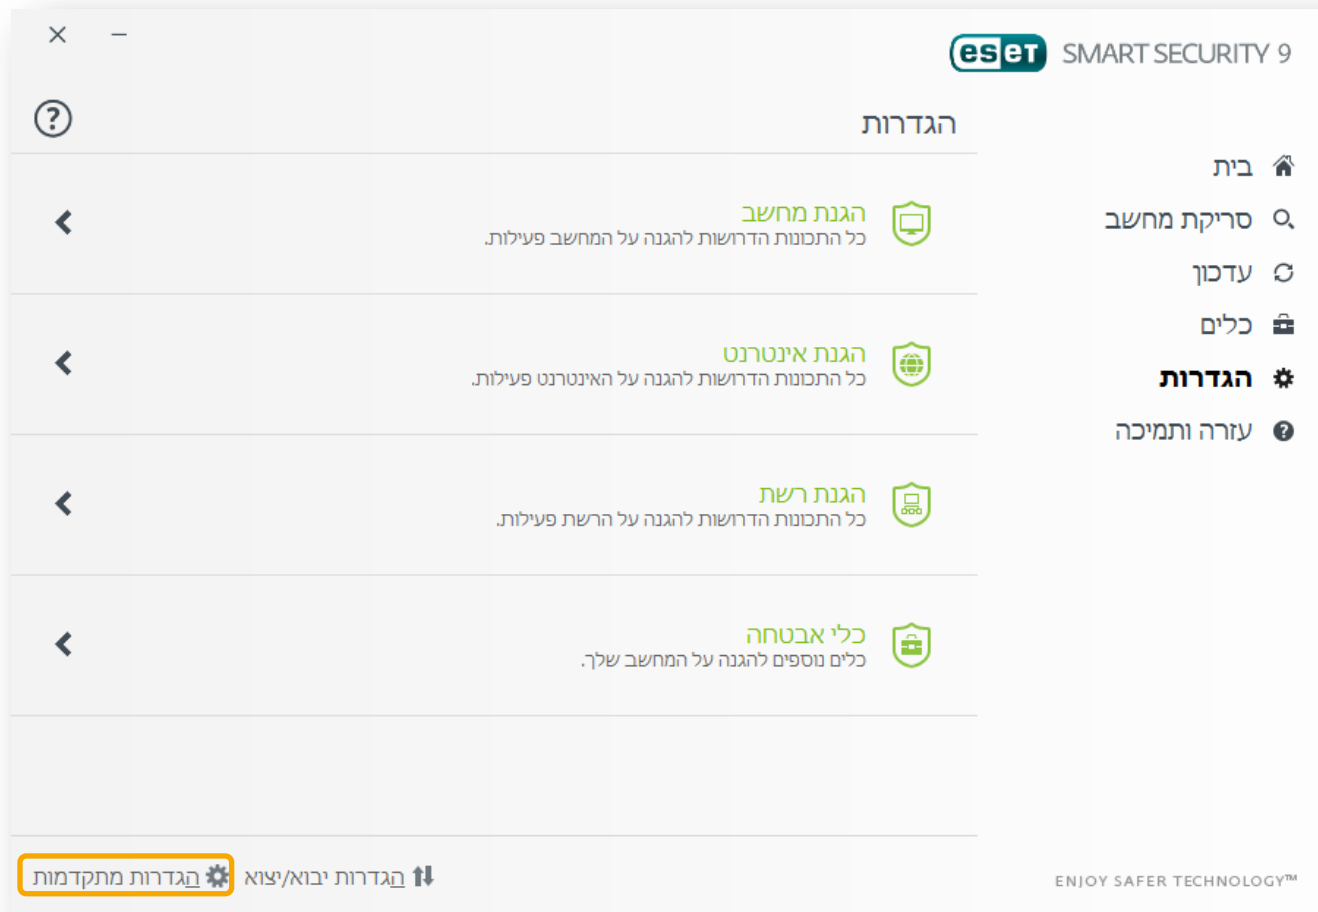 eset SMART SECURITY 9
הגדרות
בית
סריקת מחשב
עדכון
כלים
הגדרות
עזרה ותמיכה
הגנת מחשב
כל התכונות הדרושות להגנה על המחשב פעילות.
הגנת אינטרנט
כל התכונות הדרושות להגנה על האינטרנט פעילות.
הגנת רשת
כל התכונות הדרושות להגנה על הרשת פעילות.
כלי אבטחה
כלים נוספים להגנה על המחשב שלך.
הגדרות יבוא/יצוא
הגדרות מתקדמות
ENJOY SAFER TECHNOLOGY™